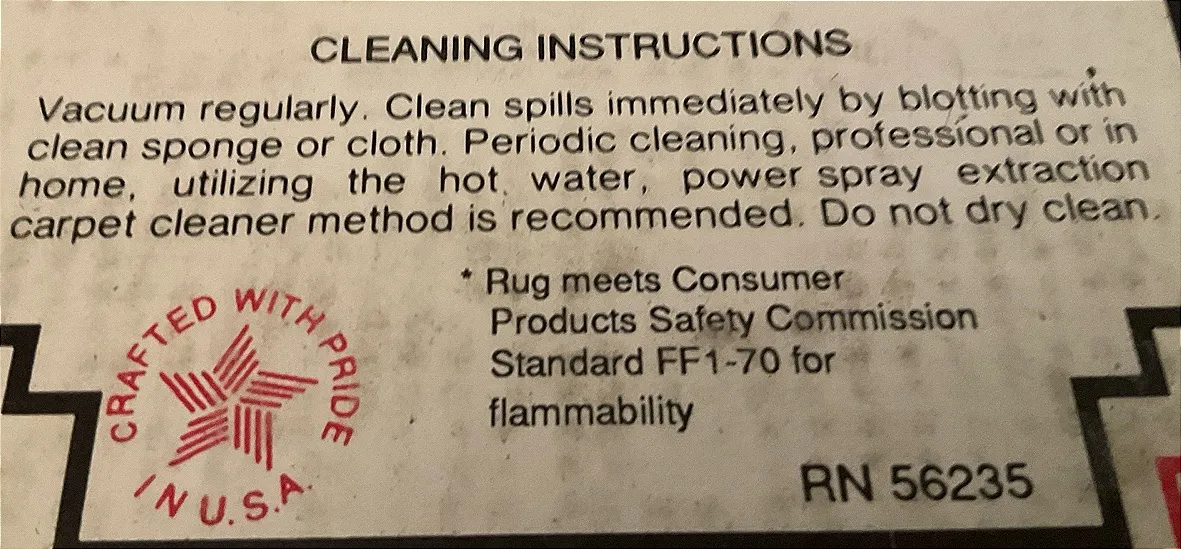 CLEANING INSTRUCTIONS
Vacuum regularly. Clean spills immediately by blotting with
clean sponge or cloth. Periodic cleaning, professional or in
home, utilizing the hot water, power spray extraction
carpet cleaner method is recommended. Do not dry clean.
* Rug meets Consumer
Products Safety Commission
Standard FF1-70 for
flammability
CRAFTED WITH PRIDE
IN U.S.A.
RN 56235